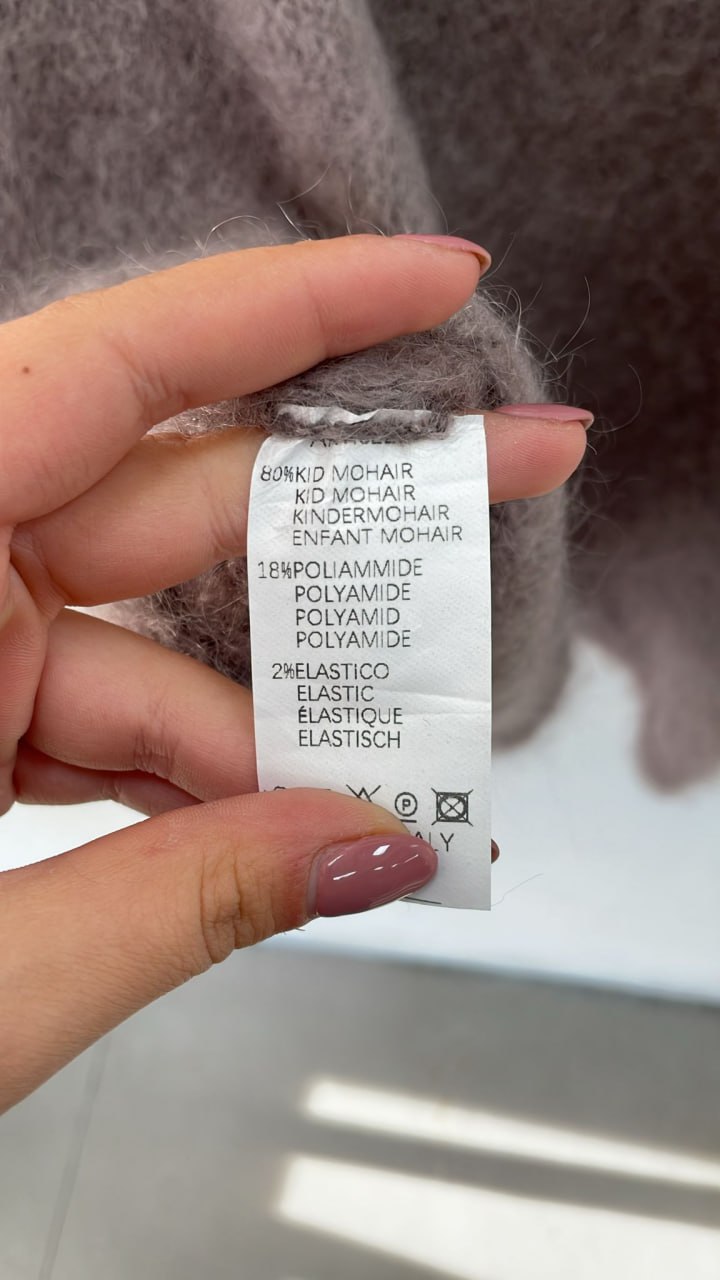 80%KID MOHAIR
KID MOHAIR
KINDERMOHAIR
ENFANT MOHAIR
18%POLIAMMIDE
POLYAMIDE
POLYAMID
POLYAMIDE
2%ELASTICO
ELASTIC
ÉLASTIQUE
ELASTISCH
P